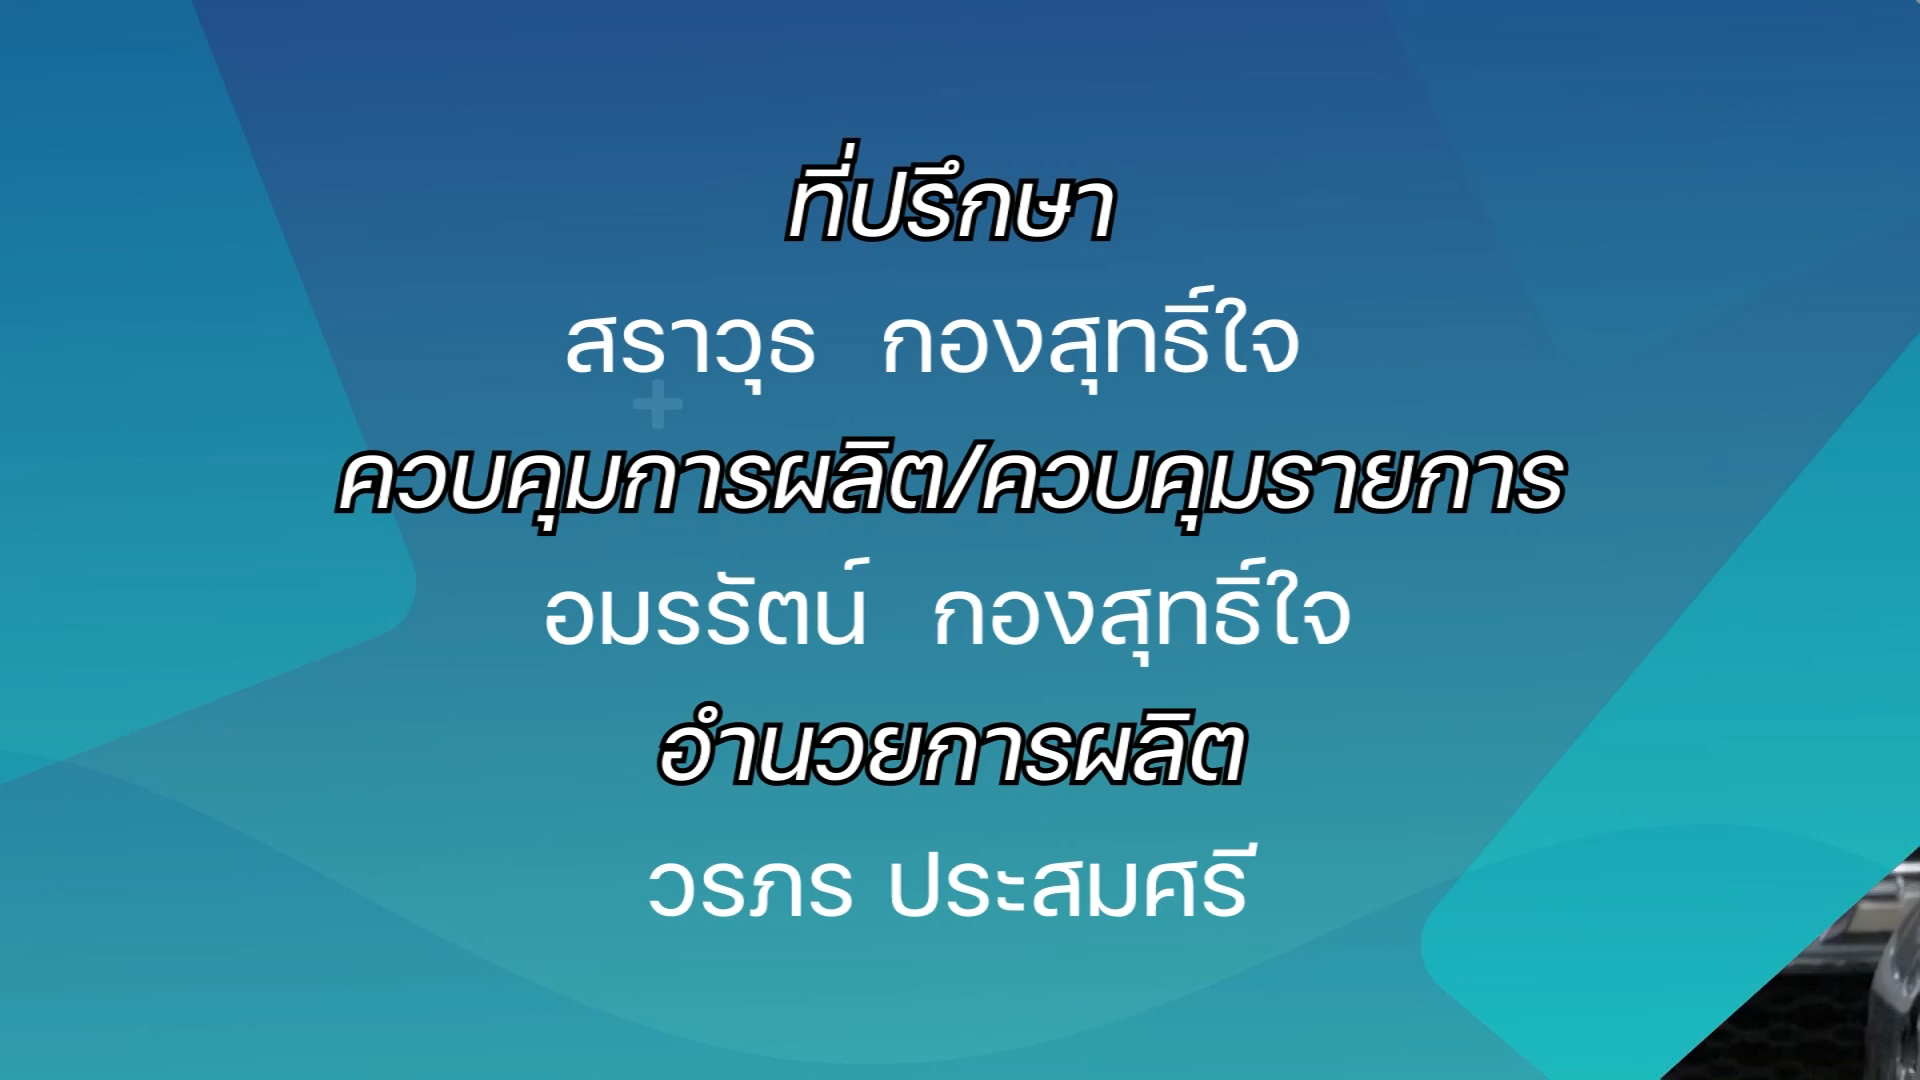 ที่ปรึกษา
สราวุธ  กองสุทธิ์ใจ
ควบคุมการผลิต/ควบคุมรายการ
อมรรัตน์  กองสุทธิ์ใจ
อำนวยการผลิต
วรภร ประสมศรี